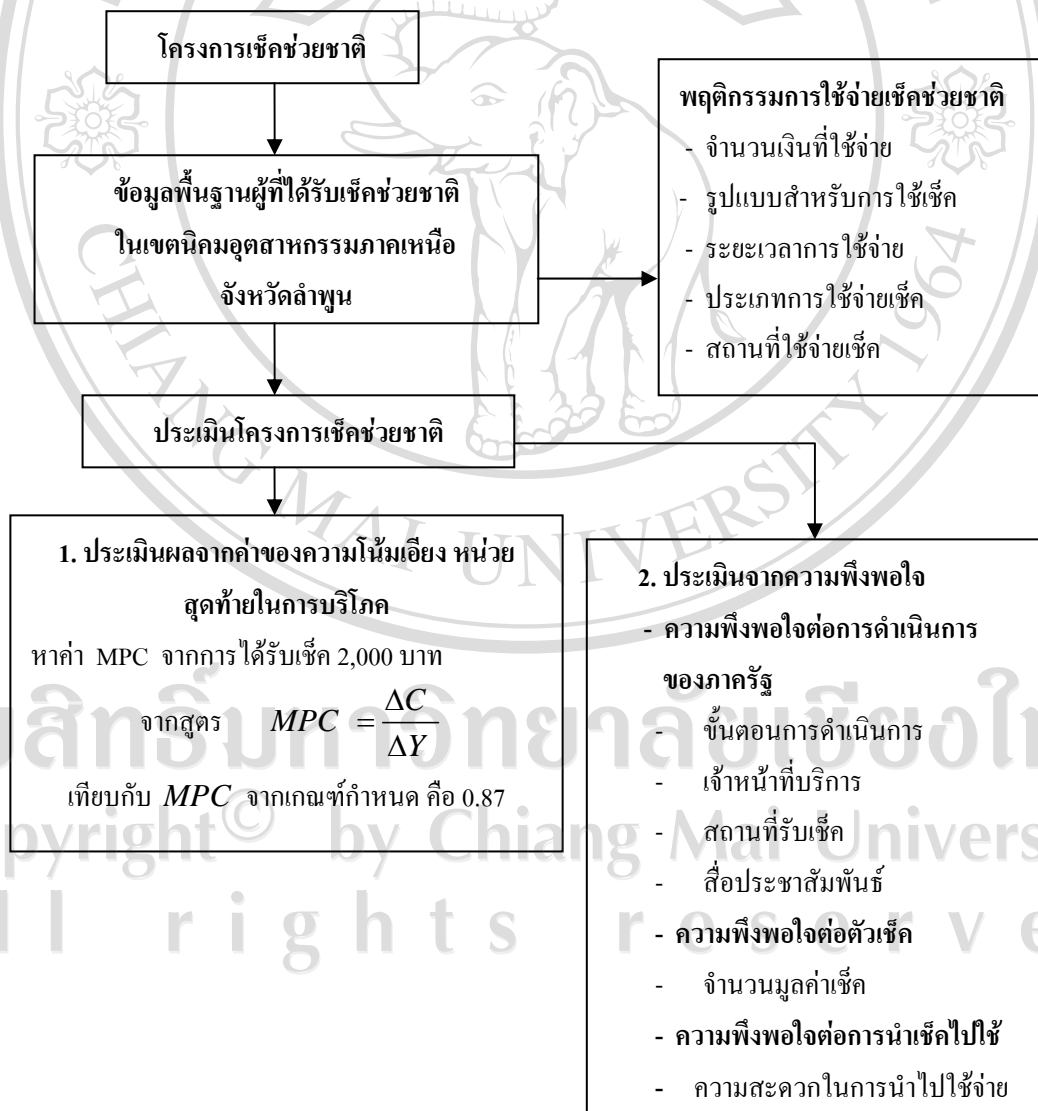 โครงการเช็คช่วยชาติ
ข้อมูลพื้นฐานผู้ที่ได้รับเช็คช่วยชาติ
ในเขตนิคมอุตสาหกรรมภาคเหนือ
จังหวัดลำพูน
พฤติกรรมการใช้จ่ายเช็คช่วยชาติ
- จำนวนเงินที่ใช้จ่าย
- รูปแบบสำหรับการใช้เช็ค
- ระยะเวลาการใช้จ่าย
- ประเภทการใช้จ่ายเช็ค
- สถานที่ใช้จ่ายเช็ค
ประเมินโครงการเช็คช่วยชาติ
1. ประเมินผลจากค่าของความโน้มเอียง หน่วย
สุดท้ายในการบริโภค
หาค่า MPC จากการได้รับเช็ค 2,000 บาท
จากสูตร MPC = ΔC/ΔY
เทียบกับ MPC จากเกณฑ์กำหนด คือ 0.87
2. ประเมินจากความพึงพอใจ
- ความพึงพอใจต่อการดำเนินการ
ของภาครัฐ
- ขั้นตอนการดำเนินการ
- เจ้าหน้าที่บริการ
- สถานที่รับเช็ค
- สื่อประชาสัมพันธ์
- ความพึงพอใจต่อตัวเช็ค
- จำนวนมูลค่าเช็ค
- ความพึงพอใจต่อการนำเช็คไปใช้
- ความสะดวกในการนำไปใช้จ่าย
CHIANG MAI UNIVERSITY 1964
by Chiang Mai
rights